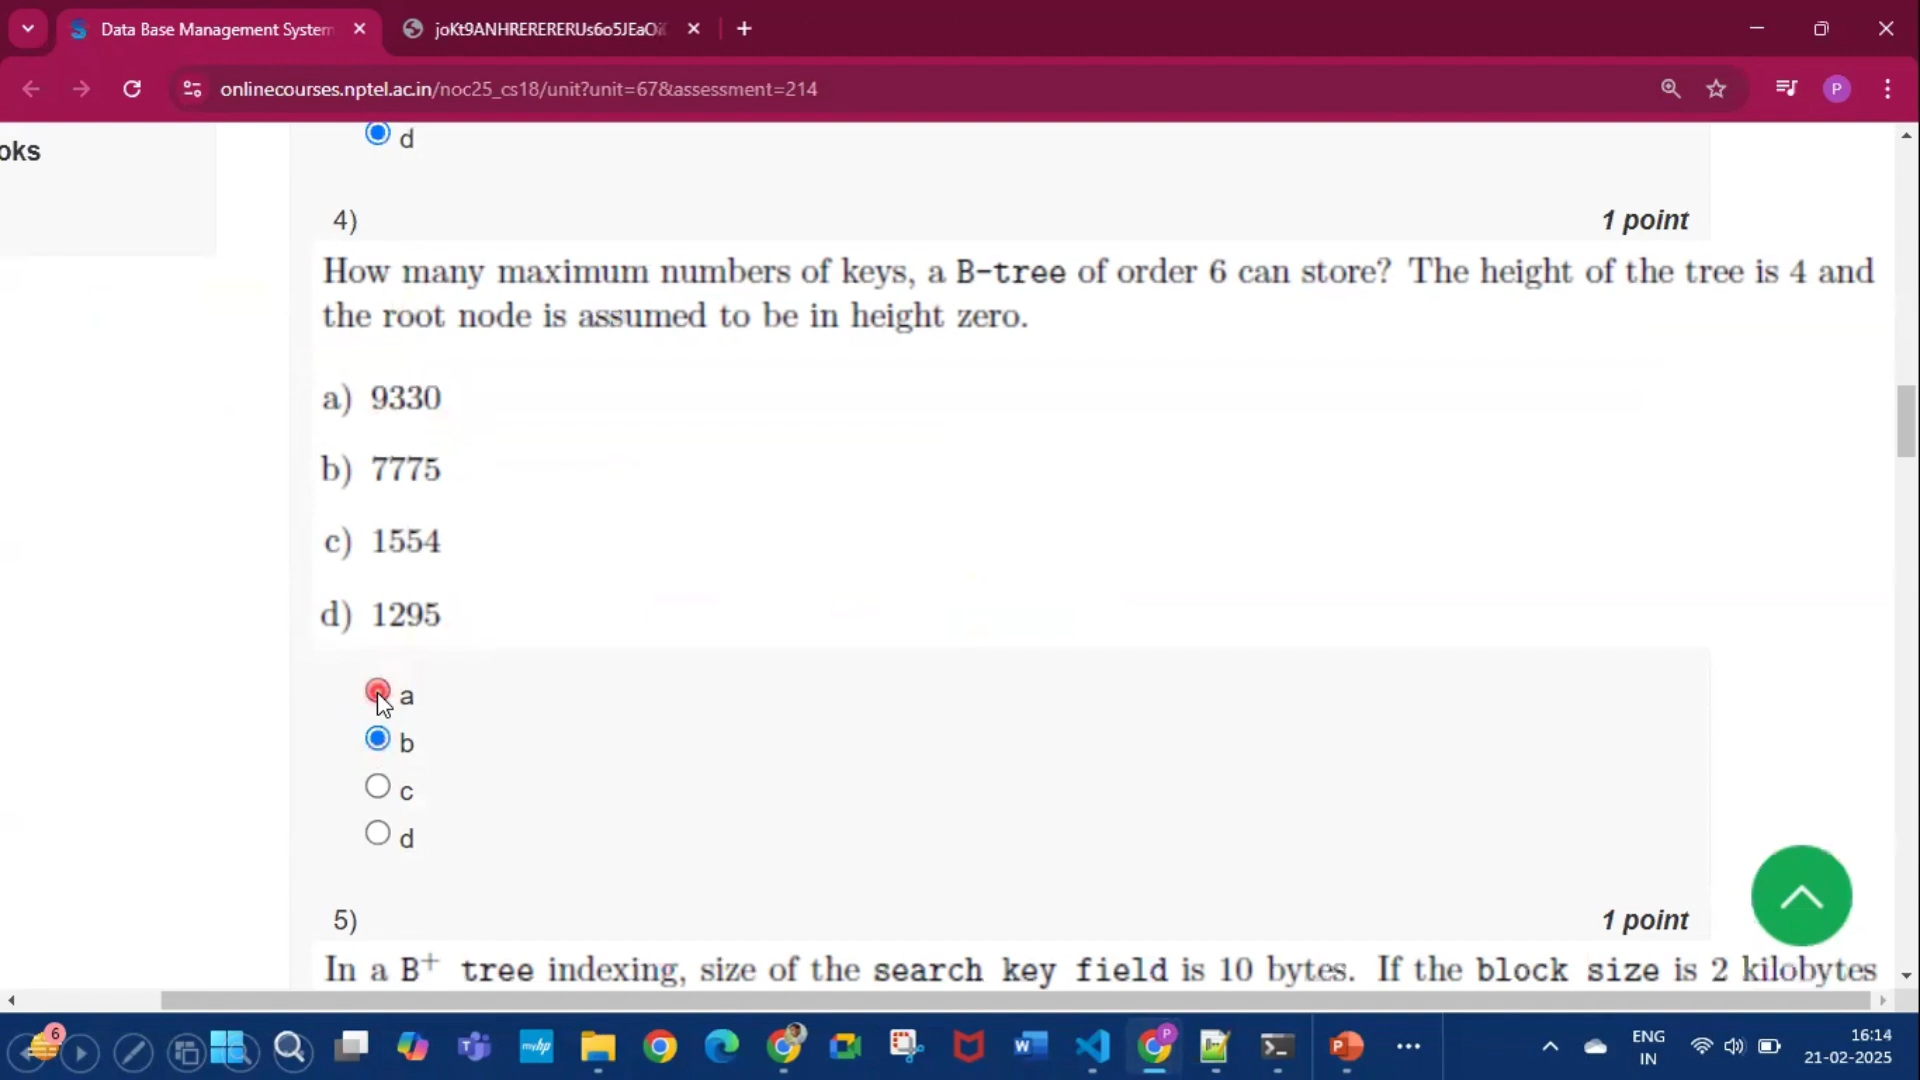 Data Base Management System
joKt9ANHRERERERUs6o5JEaOi
onlinecourses.nptel.ac.in/noc25_cs18/unit?unit=67&assessment=214
P
oks
d
4)
1 point
How many maximum numbers of keys, a B-tree of order 6 can store? The height of the tree is 4 and
the root node is assumed to be in height zero.
a) 9330
b) 7775
c) 1554
d) 1295
a
b
c
d
5)
1 point
In a B+ tree indexing, size of the search key field is 10 bytes. If the block size is 2 kilobytes
6
myhp
P
ENG
IN
16:14
21-02-2025